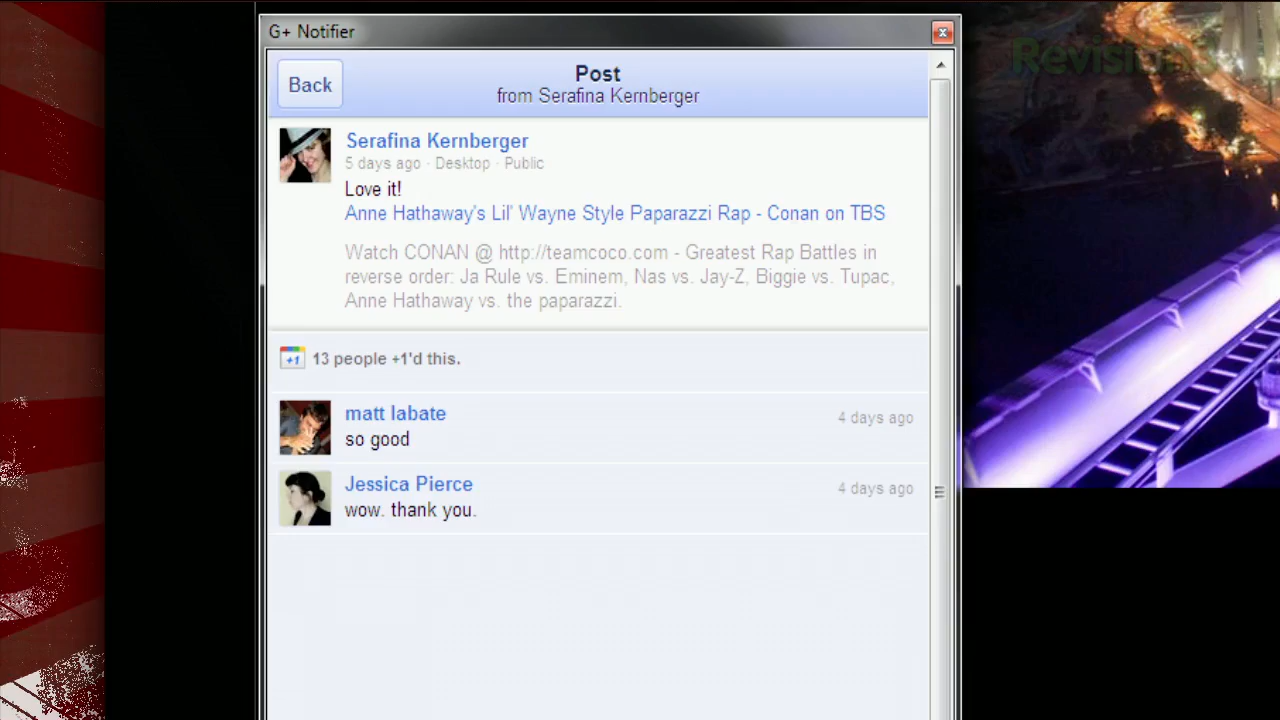 G+ Notifier
Revision3
Back
Post
from Serafina Kernberger
Serafina Kernberger
5 days ago · Desktop · Public
Love it!
Anne Hathaway's Lil' Wayne Style Paparazzi Rap - Conan on TBS
Watch CONAN @ http://teamcoco.com - Greatest Rap Battles in
reverse order: Ja Rule vs. Eminem, Nas vs. Jay-Z, Biggie vs. Tupac,
Anne Hathaway vs. the paparazzi.
+1 13 people +1'd this.
matt labate
4 days ago
so good
Jessica Pierce
4 days ago
wow. thank you.